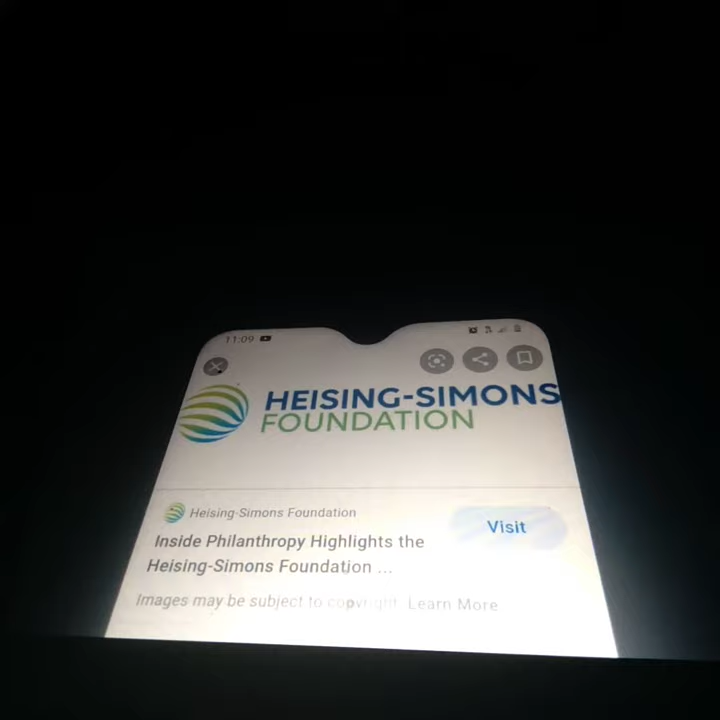 11:09
HEISING-SIMONS
FOUNDATION
Heising-Simons Foundation
Visit
Inside Philanthropy Highlights the
Heising-Simons Foundation ...
Images may be subject to copyright. Learn More